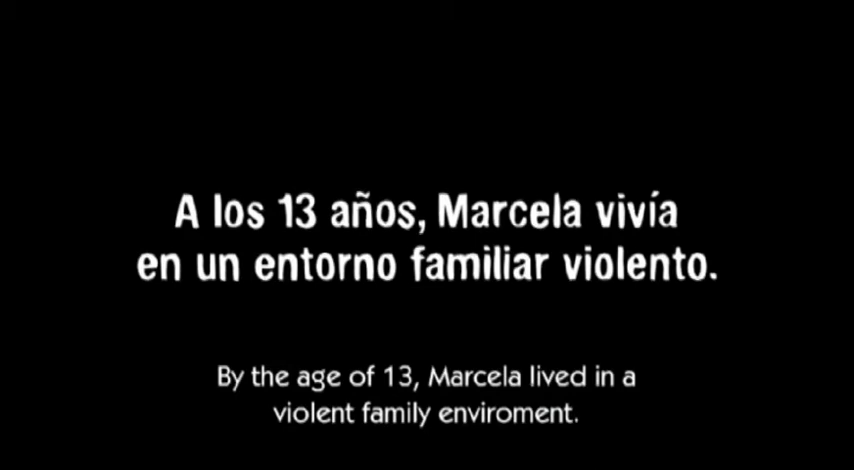 A los 13 años, Marcela vivía
en un entorno familiar violento.
By the age of 13, Marcela lived in a
violent family enviroment.